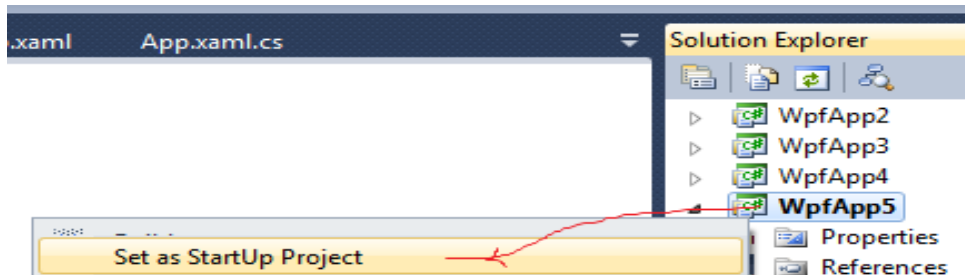 .xaml App.xaml.cs
Solution Explorer
WpfApp2
WpfApp3
WpfApp4
WpfApp5
Properties
References
Set as StartUp Project